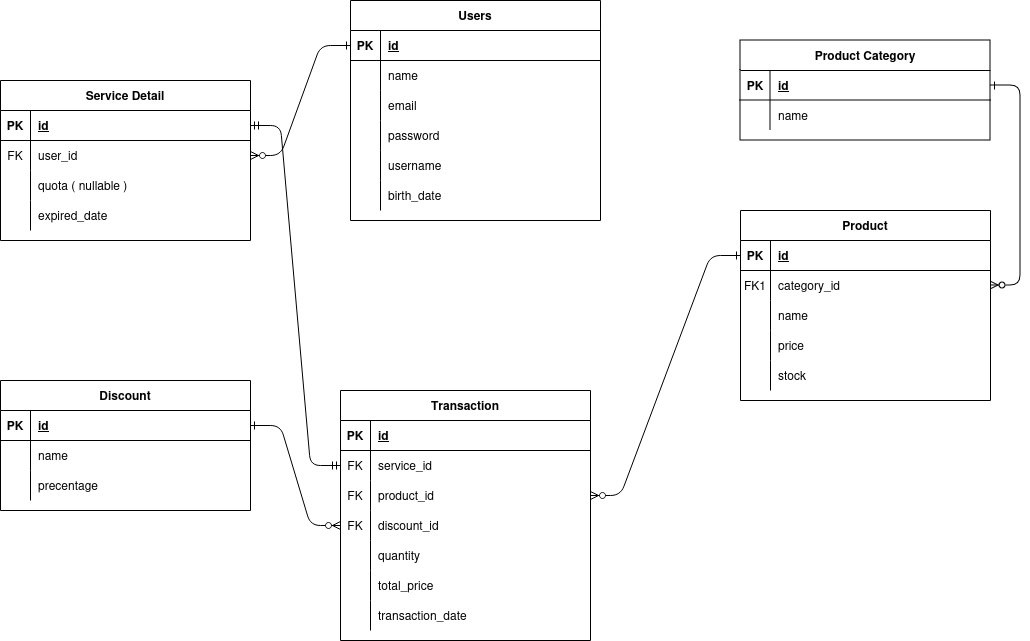 Users
PK id
name
email
password
username
birth_date
Product Category
PK id
name
Service Detail
PK id
FK user_id
quota ( nullable )
expired_date
Product
PK id
FK1 category_id
name
price
stock
Discount
PK id
name
precentage
Transaction
PK id
FK service_id
FK product_id
FK discount_id
quantity
total_price
transaction_date